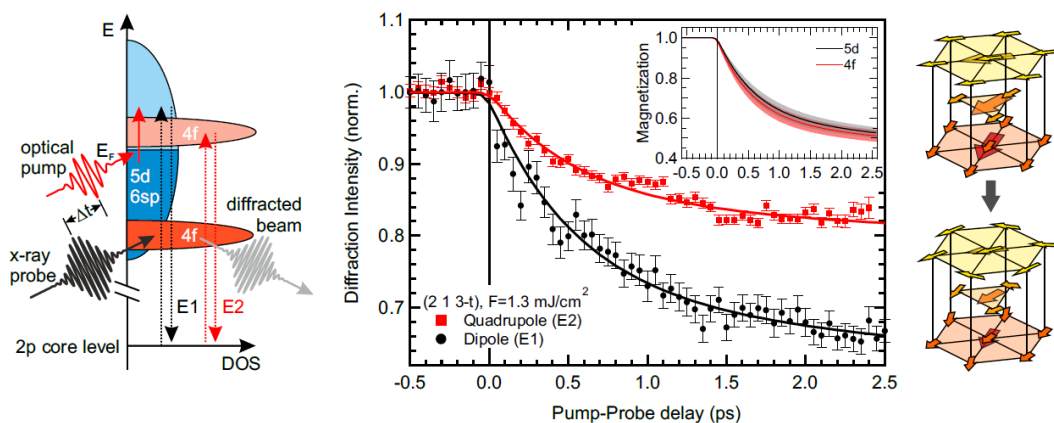 E
4f
optical
pump
E_F
5d
6sp
Δt
4f
diffracted
beam
x-ray
probe
E1
E2
2p core level
DOS
1.1
1.0
0.9
0.8
0.7
Diffraction Intensity (norm.)
-0.5
0.0
0.5
1.0
1.5
2.0
2.5
Pump-Probe delay (ps)
(2 1 3-t), F=1.3 mJ/cm²
Quadrupole (E2)
Dipole (E1)
1.0
0.8
0.6
0.4
Magnetization
5d
4f
-0.5 0.0 0.5 1.0 1.5 2.0 2.5